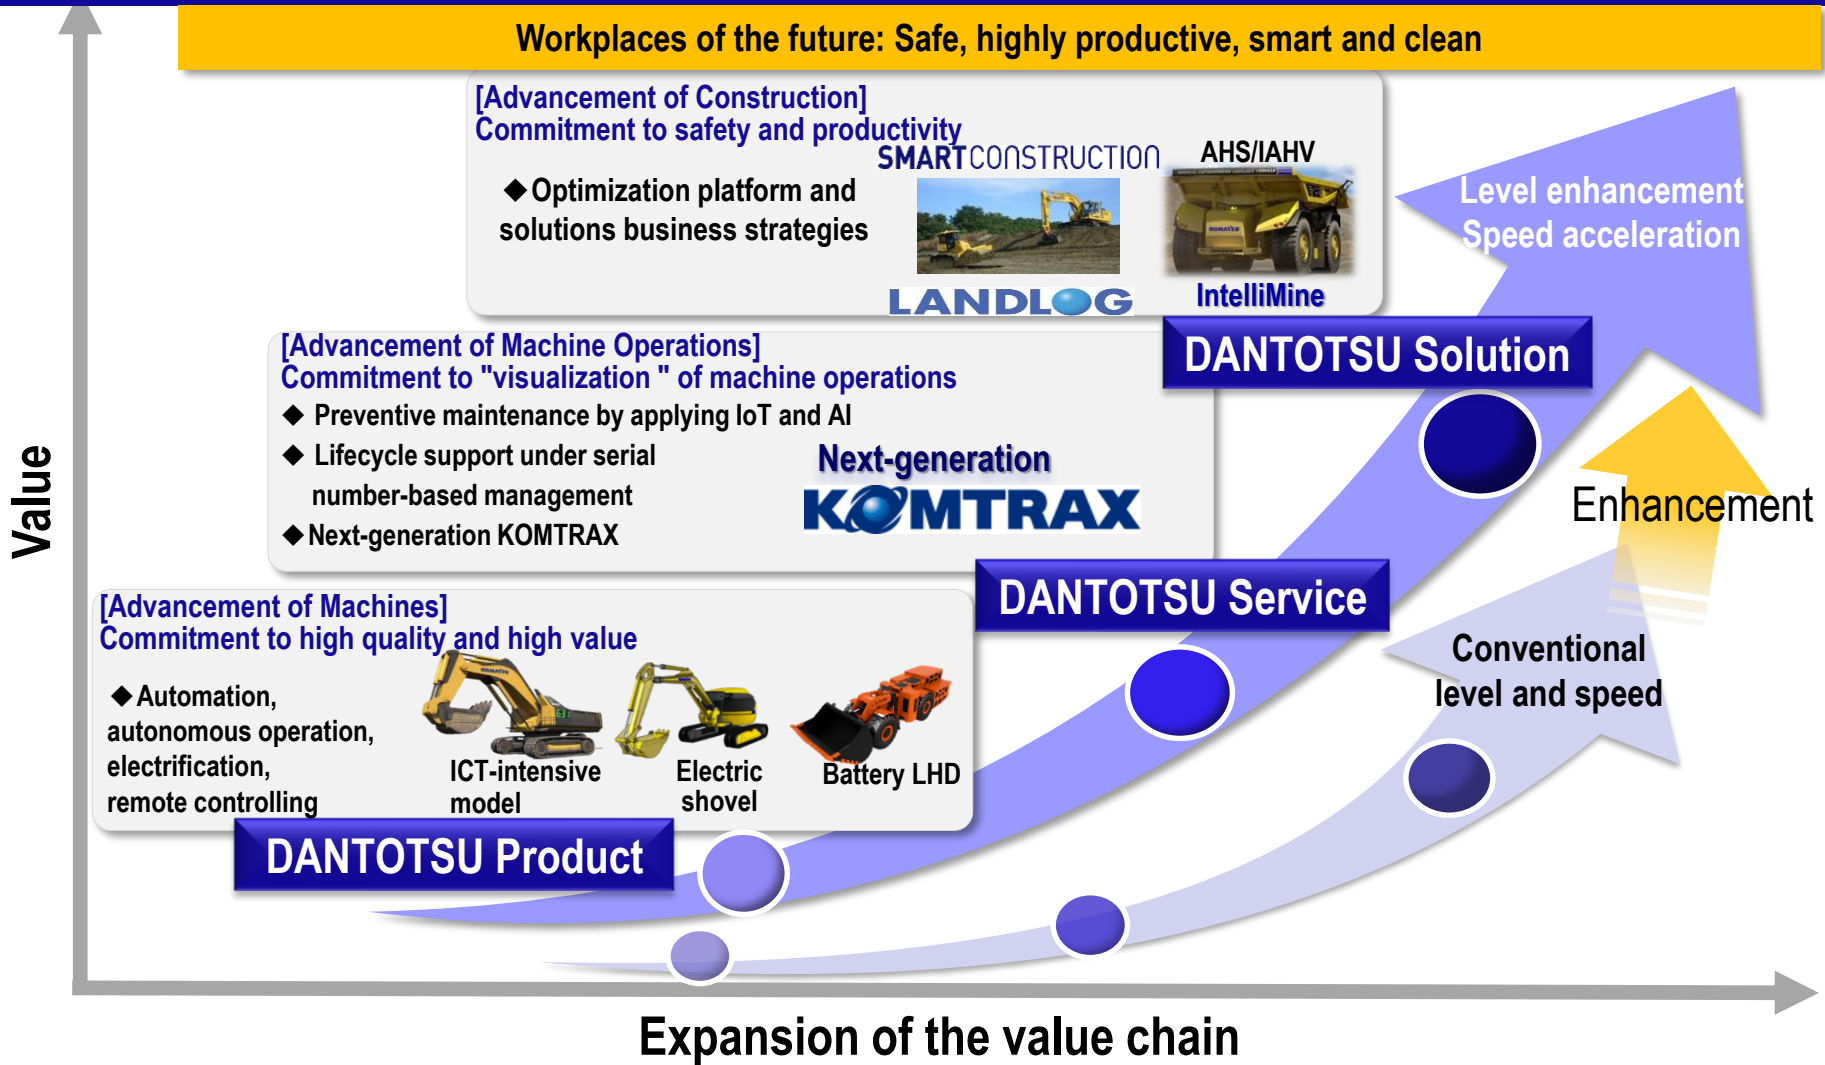 Workplaces of the future: Safe, highly productive, smart and clean
[Advancement of Construction]
Commitment to safety and productivity
◆Optimization platform and
solutions business strategies
SMARTCONSTRUCTION
LANDLOG
AHS/IAHV
KOMATSU
IntelliMine
Level enhancement
Speed acceleration
DANTOTSU Solution
[Advancement of Machine Operations]
Commitment to "visualization " of machine operations
◆ Preventive maintenance by applying IoT and AI
◆ Lifecycle support under serial
number-based management
◆Next-generation KOMTRAX
Next-generation
KOMTRAX
DANTOTSU Service
Enhancement
[Advancement of Machines]
Commitment to high quality and high value
◆Automation,
autonomous operation,
electrification,
remote controlling
ICT-intensive
model
Electric
shovel
Battery LHD
DANTOTSU Product
Conventional
level and speed
Value
Expansion of the value chain